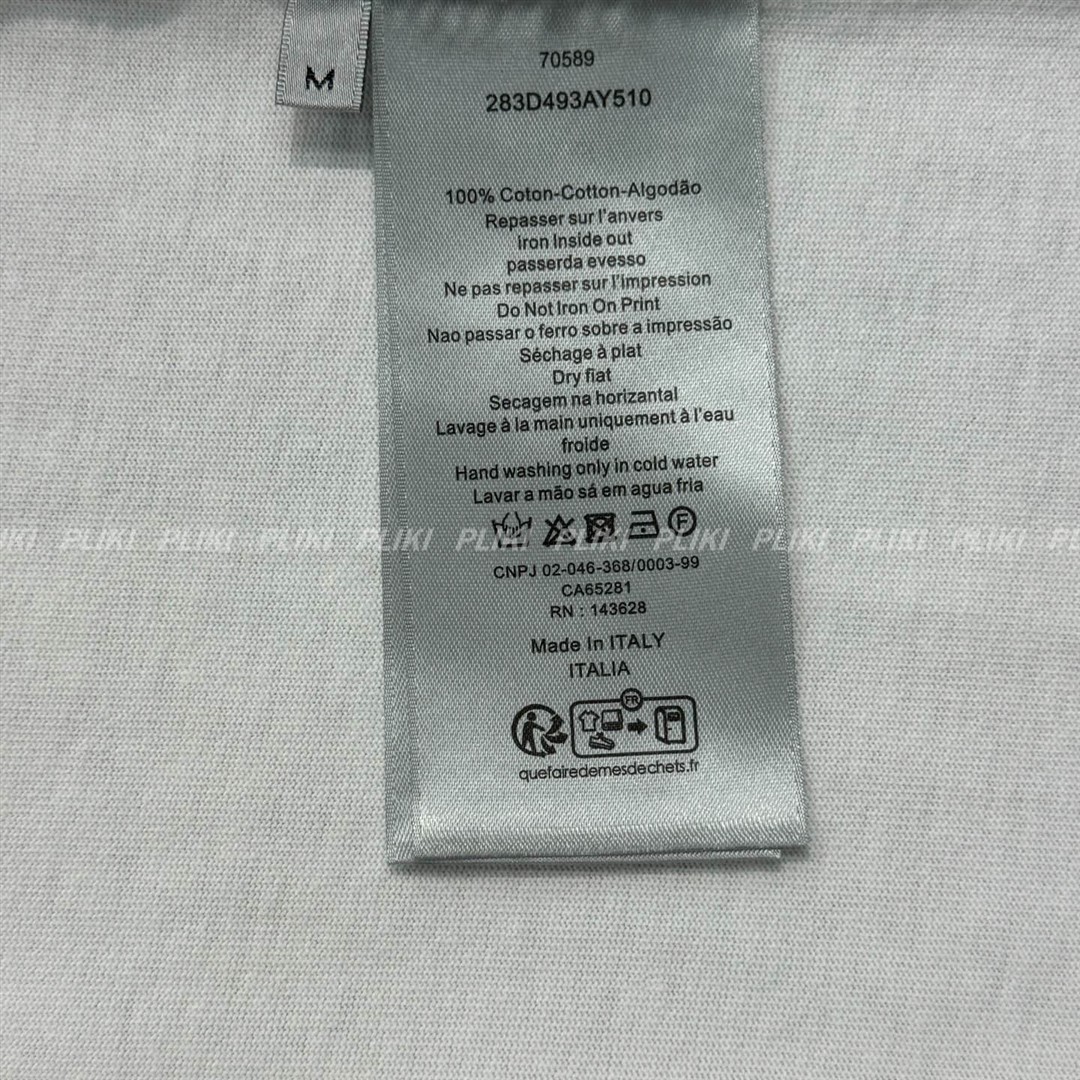 M
70589
283D493AY510
100% Coton-Cotton-Algodão
Repasser sur l'anvers
Iron Inside out
passerda evesso
Ne pas repasser sur l'Impression
Do Not Iron On Print
Nao passar o ferro sobre a impressão
Séchage à plat
Dry fiat
Secagem na horizantal
Lavage à la main uniquement à l'eau
froide
Hand washing only in cold water
Lavar a mão sá em agua fria
F
PLIKI PLIKI PLIKI PLIKI PLIKI PLIKI PLIKI PLIKI PLIKI PLIKI
CNPJ 02-046-368/0003-99
CA65281
RN : 143628
Made In ITALY
ITALIA
FR
quefairedemesdechets.fr